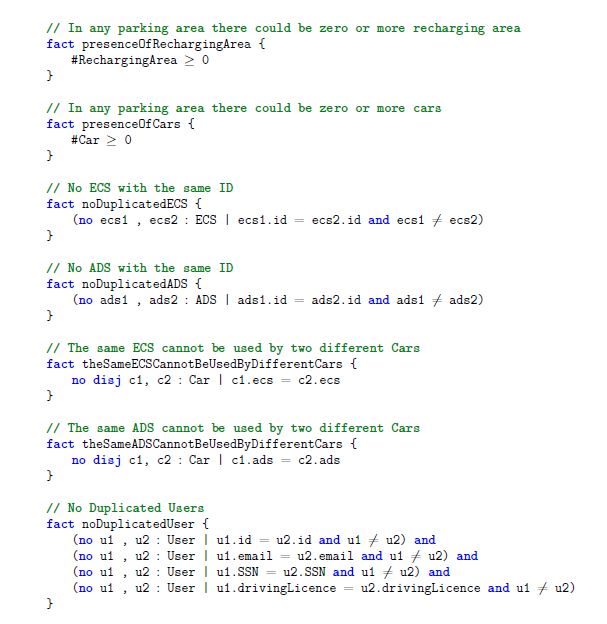 // In any parking area there could be zero or more recharging area
fact presenceOfRechargingArea {
#RechargingArea ≥ 0
}
// In any parking area there could be zero or more cars
fact presenceOfCars {
#Car ≥ 0
}
// No ECS with the same ID
fact noDuplicatedECS {
(no ecs1 , ecs2 : ECS | ecs1.id = ecs2.id and ecs1 ≠ ecs2)
}
// No ADS with the same ID
fact noDuplicatedADS {
(no ads1 , ads2 : ADS | ads1.id = ads2.id and ads1 ≠ ads2)
}
// The same ECS cannot be used by two different Cars
fact theSameECSCannotBeUsedByDifferentCars {
no disj c1, c2 : Car | c1.ecs = c2.ecs
}
// The same ADS cannot be used by two different Cars
fact theSameADSCannotBeUsedByDifferentCars {
no disj c1, c2 : Car | c1.ads = c2.ads
}
// No Duplicated Users
fact noDuplicatedUser {
(no u1 , u2 : User | u1.id = u2.id and u1 ≠ u2) and
(no u1 , u2 : User | u1.email = u2.email and u1 ≠ u2) and
(no u1 , u2 : User | u1.SSN = u2.SSN and u1 ≠ u2) and
(no u1 , u2 : User | u1.drivingLicence = u2.drivingLicence and u1 ≠ u2)
}